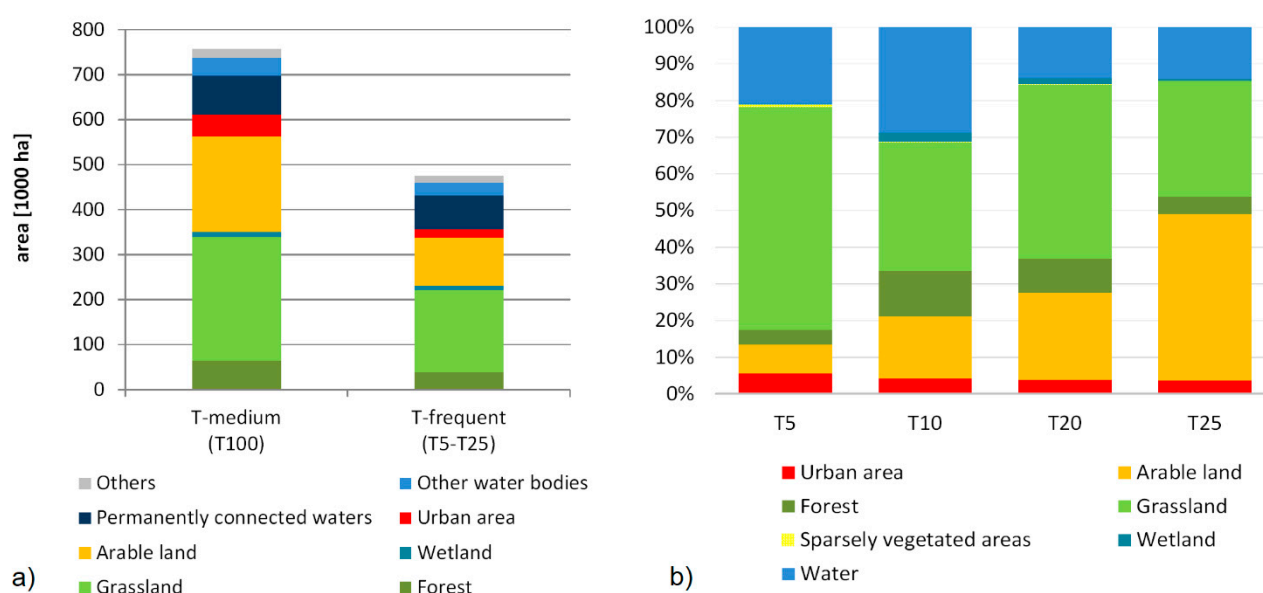 800
700
600
500
400
300
200
100
0
area [1000 ha]
T-medium
(T100)
T-frequent
(T5-T25)
Others
Other water bodies
Permanently connected waters
Urban area
Arable land
Wetland
Grassland
Forest
a)
100%
90%
80%
70%
60%
50%
40%
30%
20%
10%
0%
T5
T10
T20
T25
Urban area
Arable land
Forest
Grassland
Sparsely vegetated areas
Wetland
Water
b)